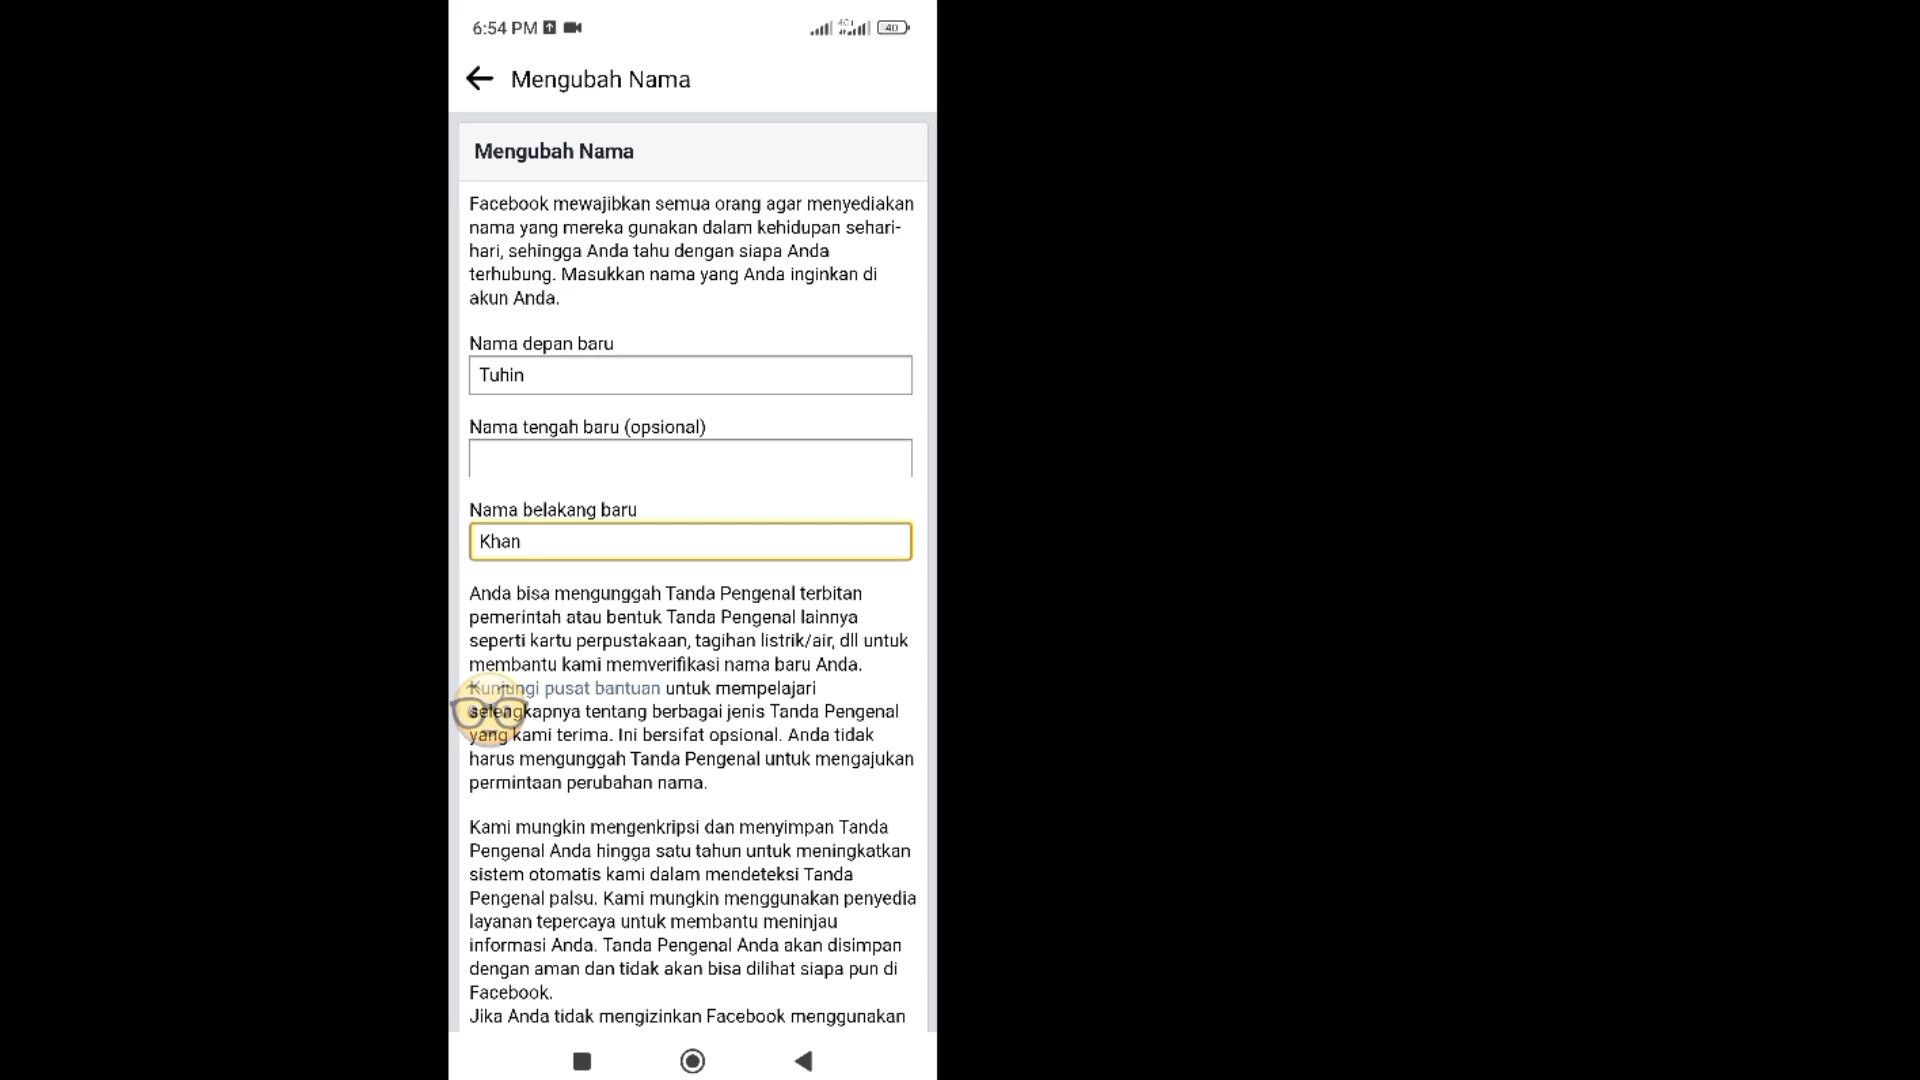 6:54 PM
4G
40
Mengubah Nama
Mengubah Nama
Facebook mewajibkan semua orang agar menyediakan
nama yang mereka gunakan dalam kehidupan sehari-
hari, sehingga Anda tahu dengan siapa Anda
terhubung. Masukkan nama yang Anda inginkan di
akun Anda.
Nama depan baru
Tuhin
Nama tengah baru (opsional)
Nama belakang baru
Khan
Anda bisa mengunggah Tanda Pengenal terbitan
pemerintah atau bentuk Tanda Pengenal lainnya
seperti kartu perpustakaan, tagihan listrik/air, dll untuk
membantu kami memverifikasi nama baru Anda.
Kunjungi pusat bantuan untuk mempelajari
selengkapnya tentang berbagai jenis Tanda Pengenal
yang kami terima. Ini bersifat opsional. Anda tidak
harus mengunggah Tanda Pengenal untuk mengajukan
permintaan perubahan nama.
Kami mungkin mengenkripsi dan menyimpan Tanda
Pengenal Anda hingga satu tahun untuk meningkatkan
sistem otomatis kami dalam mendeteksi Tanda
Pengenal palsu. Kami mungkin menggunakan penyedia
layanan tepercaya untuk membantu meninjau
informasi Anda. Tanda Pengenal Anda akan disimpan
dengan aman dan tidak akan bisa dilihat siapa pun di
Facebook.
Jika Anda tidak mengizinkan Facebook menggunakan